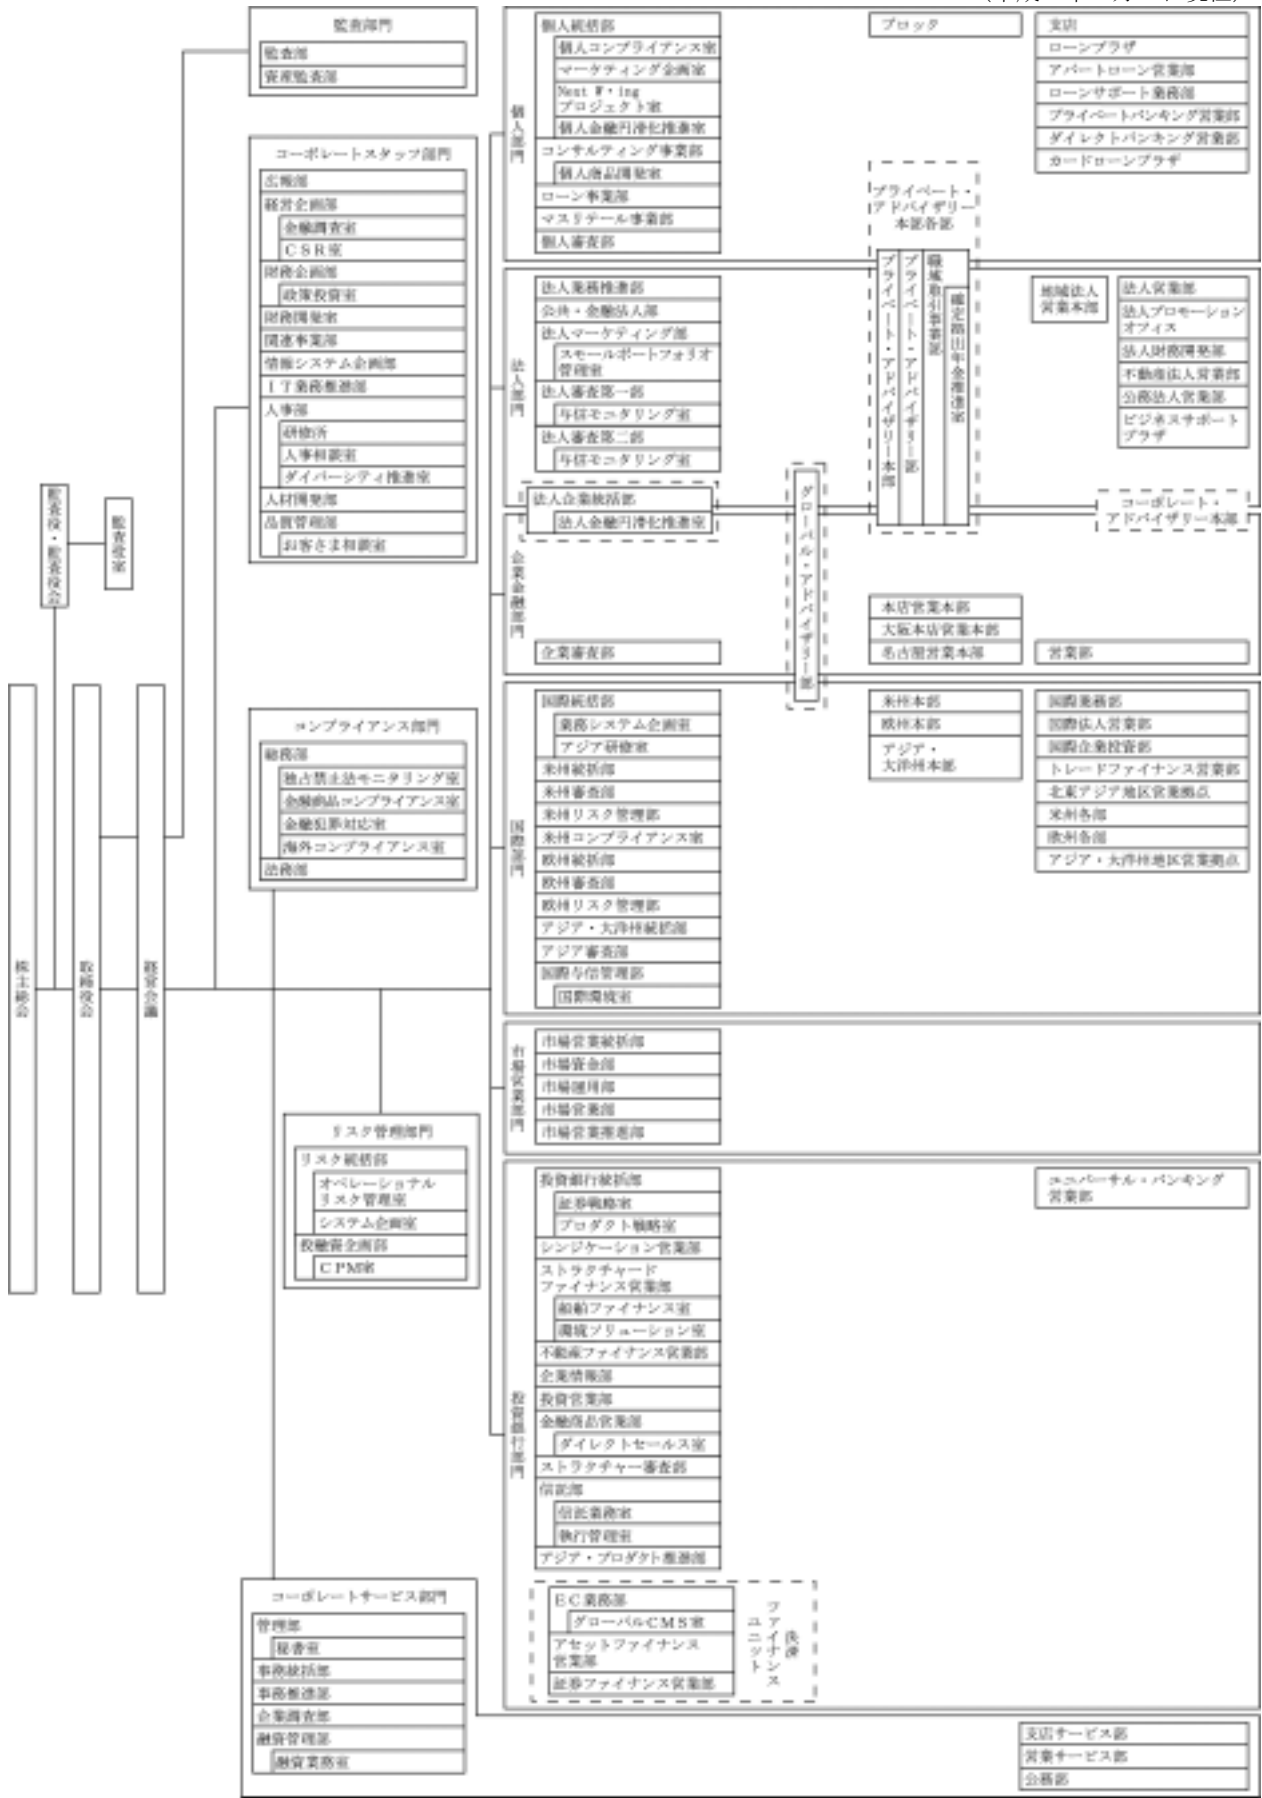 監査部門
監査部
資産監査部
コーポレートスタッフ部門
広報部
経営企画部
金融調査室
CSR室
財務企画部
政策投資室
財務開発室
関連事業部
情報システム企画部
IT業務推進部
人事部
研修所
人事相談室
ダイバーシティ推進室
人材開発部
品質管理部
お客さま相談室
監査役・監査役会
監査役室
株主総会
取締役会
経営会議
コンプライアンス部門
総務部
独占禁止法モニタリング室
金融商品コンプライアンス室
金融犯罪対応室
海外コンプライアンス室
法務部
リスク管理部門
リスク統括部
オペレーショナル
リスク管理室
システム企画室
投融資企画部
CPM室
コーポレートサービス部門
管理部
秘書室
事務統括部
事務推進部
企業調査部
融資管理部
融資業務室
支店サービス部
営業サービス部
公務部
個人部門
個人統括部
個人コンプライアンス室
マーケティング企画室
Next W・ing
プロジェクト室
個人金融円滑化推進室
コンサルティング事業部
個人商品開発室
ローン事業部
マスリテール事業部
個人審査部
ブロック
支店
ローンプラザ
アパートローン営業部
ローンサポート業務部
プライベートバンキング営業部
ダイレクトバンキング営業部
カードローンプラザ
プライベート・
アドバイザリー
本部各部
プライベート・アドバイザリー本部
プライベート・アドバイザリー部
職域取引事業部
確定拠出年金推進室
法人部門
法人業務推進部
公共・金融法人部
法人マーケティング部
スモールポートフォリオ
管理室
法人審査第一部
与信モニタリング室
法人審査第二部
与信モニタリング室
地域法人
営業本部
法人営業部
法人プロモーション
オフィス
法人財務開発部
不動産法人営業部
公務法人営業部
ビジネスサポート
プラザ
法人企業統括部
法人金融円滑化推進室
グローバル・アドバイザリー部
コーポレート・
アドバイザリー本部
企業金融部門
企業審査部
本店営業本部
大阪本店営業本部
名古屋営業本部
営業部
国際部門
国際統括部
業務システム企画室
アジア研修室
米州統括部
米州審査部
米州リスク管理部
米州コンプライアンス室
欧州統括部
欧州審査部
欧州リスク管理部
アジア・大洋州統括部
アジア審査部
国際与信管理部
国際環境室
米州本部
欧州本部
アジア・
大洋州本部
国際業務部
国際法人営業部
国際企業投資部
トレードファイナンス営業部
北東アジア地区営業拠点
米州各部
欧州各部
アジア・大洋州地区営業拠点
市場営業部門
市場営業統括部
市場資金部
市場運用部
市場営業部
市場営業推進部
投資銀行部門
投資銀行統括部
証券戦略室
プロダクト戦略室
シンジケーション営業部
ストラクチャード
ファイナンス営業部
船舶ファイナンス室
環境ソリューション室
不動産ファイナンス営業部
企業情報部
投資営業部
金融商品営業部
ダイレクトセールス室
ストラクチャー審査部
信託部
信託業務室
執行管理室
アジア・プロダクト推進部
ユニバーサル・バンキング
営業部
EC業務部
グローバルCMS室
アセットファイナンス
営業部
証券ファイナンス営業部
決済
ファイナンス
ユニット